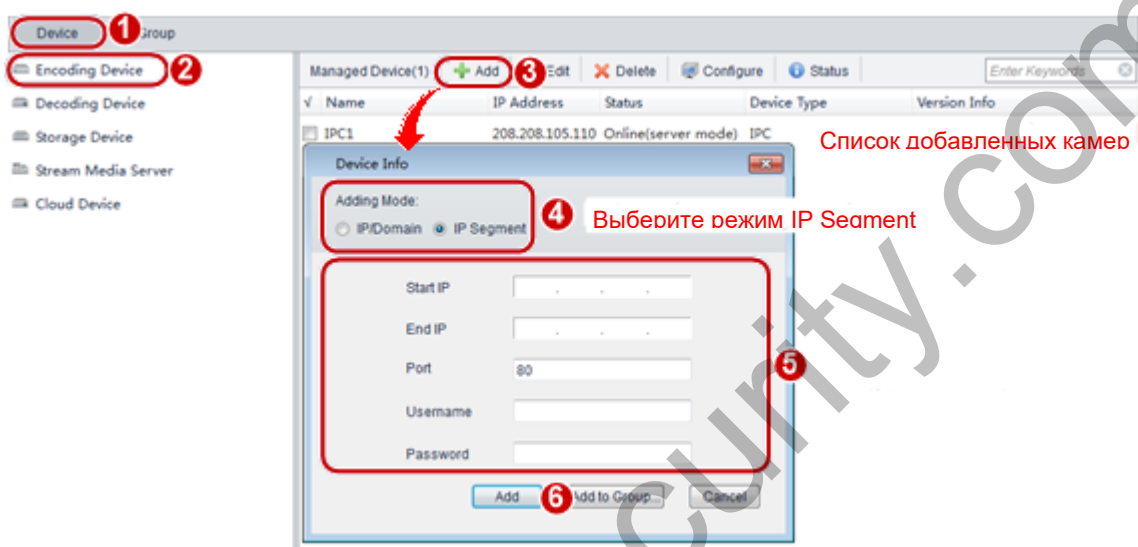 Device 1 Group
Encoding Device 2
Decoding Device
Storage Device
Stream Media Server
Cloud Device
Managed Device(1) Add 3 Edit Delete Configure Status Enter Keywords
√ Name IP Address Status Device Type Version Info
IPC1 208.208.105.110 Online(server mode) IPC
Список добавленных камер
Device Info
Adding Mode:
IP/Domain IP Segment
4 Выберите режим IP Segment
Start IP . . .
End IP . . .
Port 80
5
Username
Password
Add 6 Add to Group... Cancel
curity.com